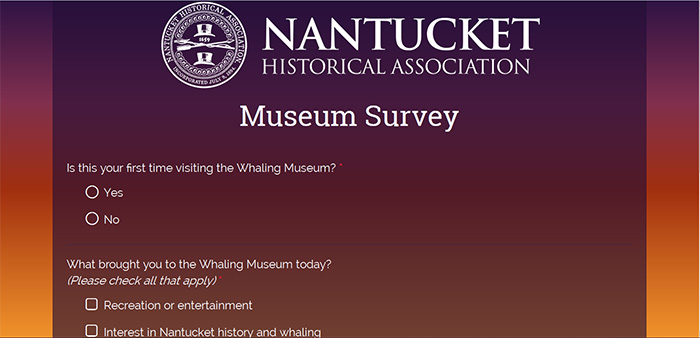 NANTUCKET HISTORICAL ASSOCIATION
1659
INCORPORATED JULY 9, 1894
NANTUCKET
HISTORICAL ASSOCIATION
Museum Survey
Is this your first time visiting the Whaling Museum? *
Yes
No
What brought you to the Whaling Museum today?
(Please check all that apply) *
Recreation or entertainment
Interest in Nantucket history and whaling